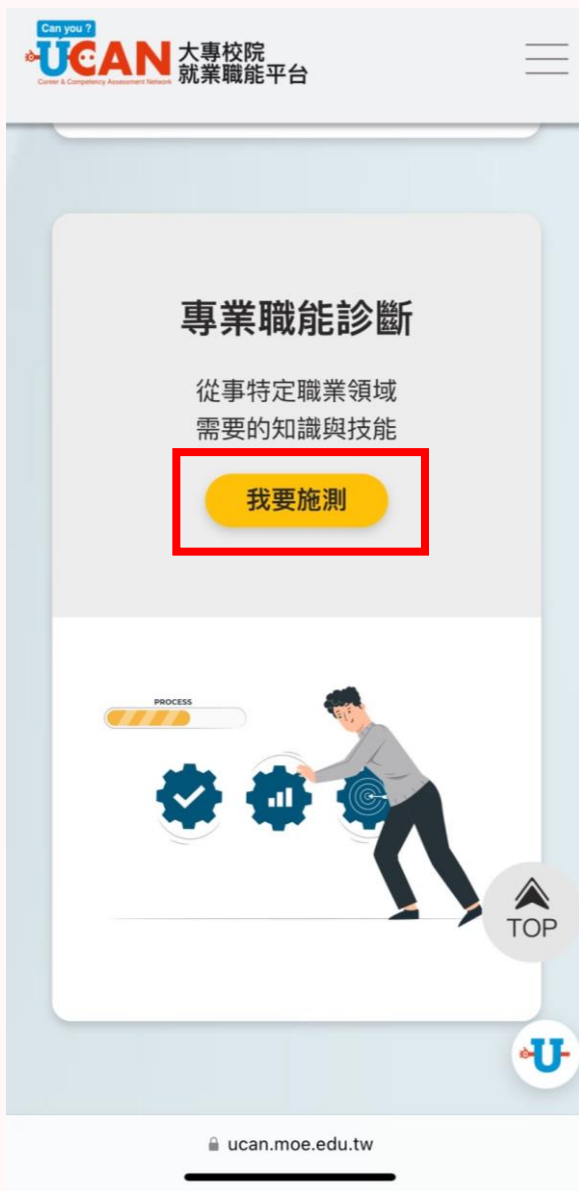 Can you ?
UCAN
Career & Competency Assessment Network
大專校院
就業職能平台
專業職能診斷
從事特定職業領域
需要的知識與技能
我要施測
PROCESS
TOP
U
ucan.moe.edu.tw